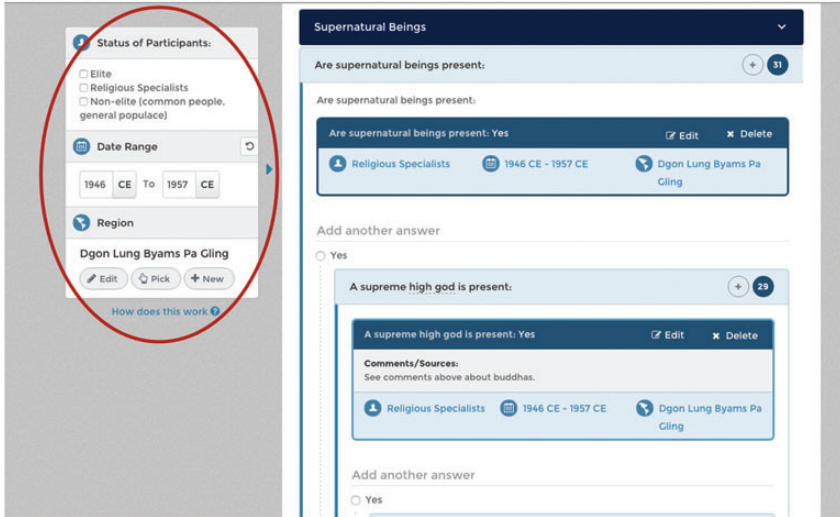 Status of Participants:
Elite
Religious Specialists
Non-elite (common people,
general populace)
Date Range
1946 CE To 1957 CE
Region
Dgon Lung Byams Pa Gling
Edit Pick + New
How does this work ?
Supernatural Beings
Are supernatural beings present: + 31
Are supernatural beings present:
Are supernatural beings present: Yes Edit × Delete
Religious Specialists 1946 CE - 1957 CE Dgon Lung Byams Pa
Gling
Add another answer
Yes
A supreme high god is present: + 29
A supreme high god is present: Yes Edit × Delete
Comments/Sources:
See comments above about buddhas.
Religious Specialists 1946 CE - 1957 CE Dgon Lung Byams Pa
Gling
Add another answer
Yes